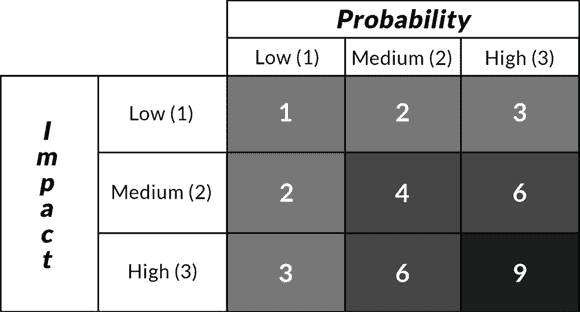 Probability
Low (1) Medium (2) High (3)
Impact
Low (1) 1 2 3
Medium (2) 2 4 6
High (3) 3 6 9